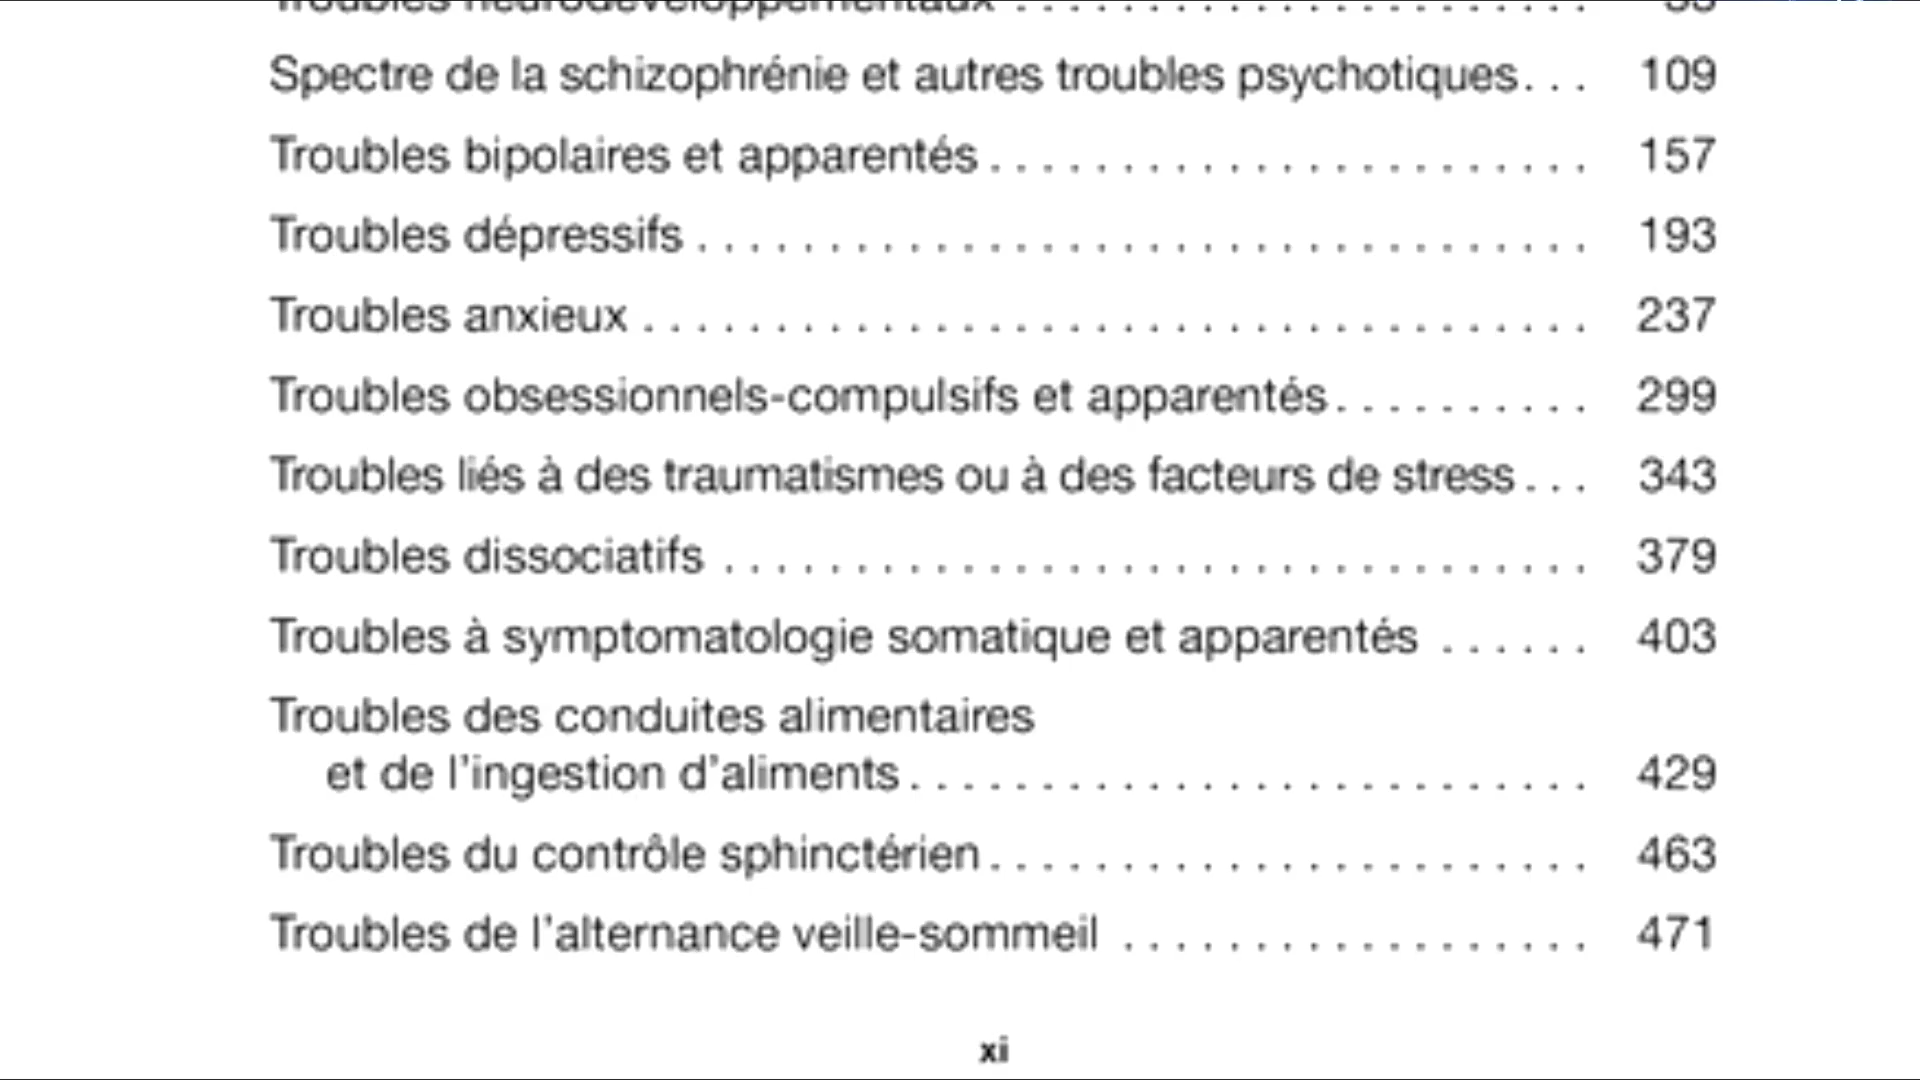 Troubles neurodéveloppementaux . . . . . . . . . . . . . . . . . . . . . .
Spectre de la schizophrénie et autres troubles psychotiques. . . 109
Troubles bipolaires et apparentés . . . . . . . . . . . . . . . . . . . . . . . 157
Troubles dépressifs . . . . . . . . . . . . . . . . . . . . . . . . . . . . . . . . . . 193
Troubles anxieux . . . . . . . . . . . . . . . . . . . . . . . . . . . . . . . . . . . . 237
Troubles obsessionnels-compulsifs et apparentés . . . . . . . . . . 299
Troubles liés à des traumatismes ou à des facteurs de stress . . . 343
Troubles dissociatifs . . . . . . . . . . . . . . . . . . . . . . . . . . . . . . . . . 379
Troubles à symptomatologie somatique et apparentés . . . . . . 403
Troubles des conduites alimentaires
et de l’ingestion d’aliments . . . . . . . . . . . . . . . . . . . . . . . . . . 429
Troubles du contrôle sphinctérien . . . . . . . . . . . . . . . . . . . . . . . 463
Troubles de l’alternance veille-sommeil . . . . . . . . . . . . . . . . . . 471
xi